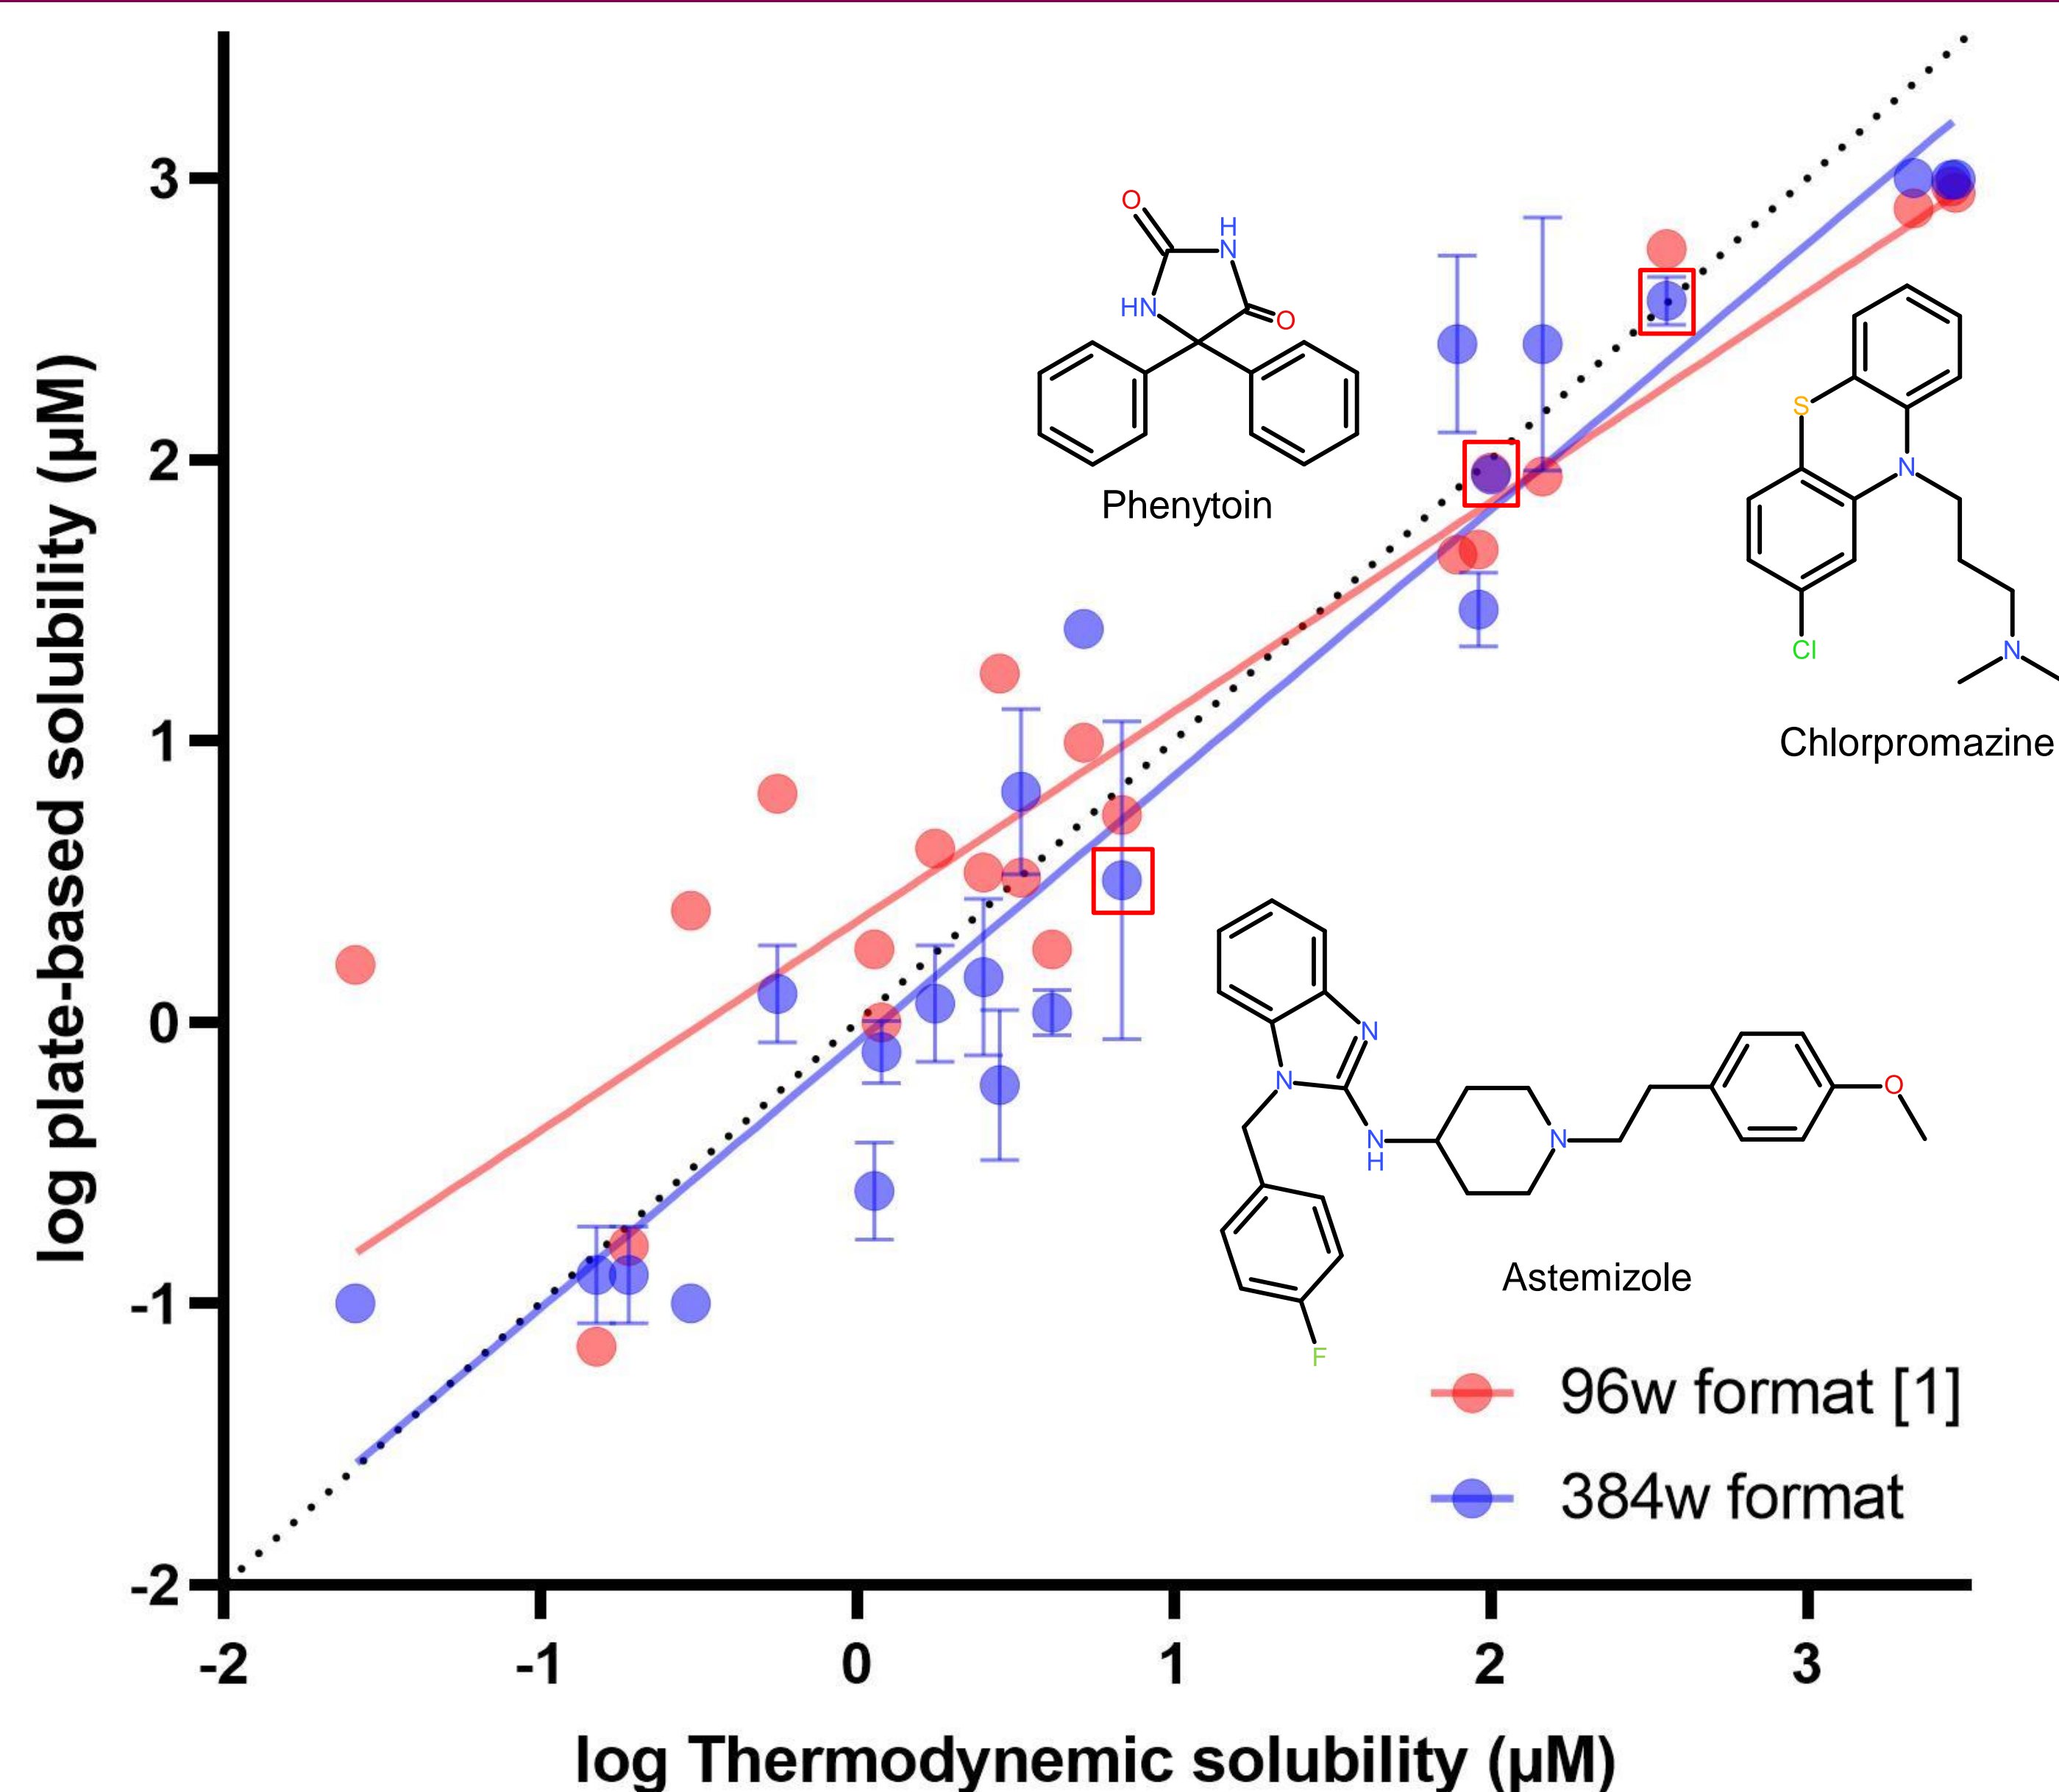 log plate-based solubility (µM)
3
2
1
0
-1
-2
-2 -1 0 1 2 3
log Thermodynemic solubility (µM)
O
H
N
HN
O
Phenytoin
S
N
Cl
N
Chlorpromazine
N
N
N
H
N
O
F
Astemizole
96w format [1]
384w format